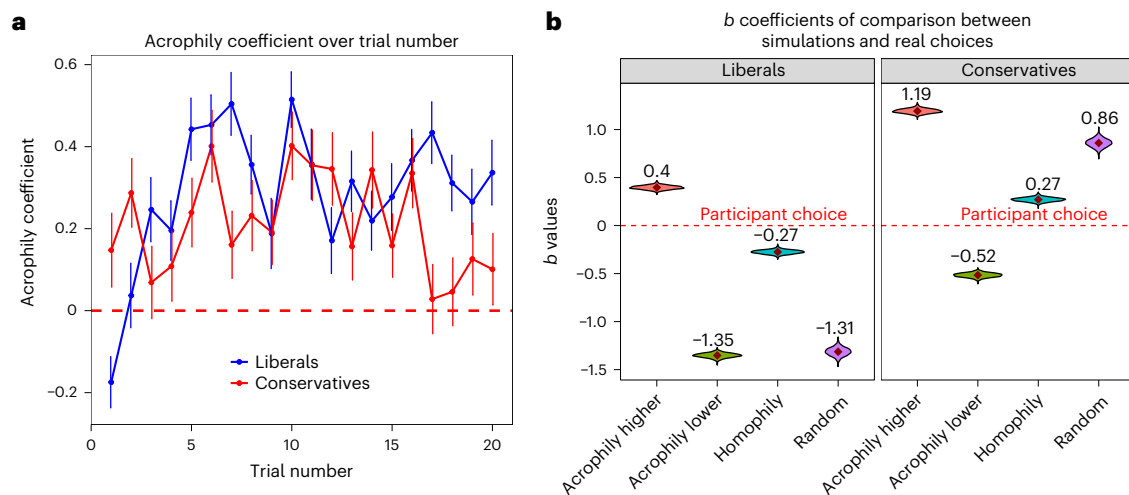 a
Acrophily coefficient over trial number
Acrophily coefficient
0.6
0.4
0.2
0
−0.2
Liberals
Conservatives
0
5
10
15
20
Trial number
b
b coefficients of comparison between
simulations and real choices
Liberals
Conservatives
b values
1.0
0.5
0
−0.5
−1.0
−1.5
0.4
Participant choice
−0.27
−1.35
−1.31
1.19
0.86
0.27
Participant choice
−0.52
Acrophily higher
Acrophily lower
Homophily
Random
Acrophily higher
Acrophily lower
Homophily
Random